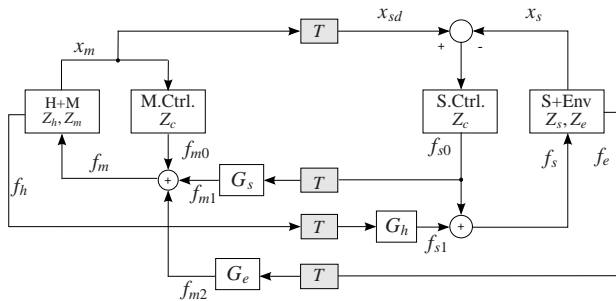 x_m
T
x_sd
x_s
+
-
H+M
Z_h, Z_m
M.Ctrl.
Z_c
S.Ctrl.
Z_c
S+Env
Z_s, Z_e
f_h
f_m
f_m0
f_s0
f_s
f_e
+
f_m1
G_s
T
T
G_h
f_s1
+
f_m2
G_e
T